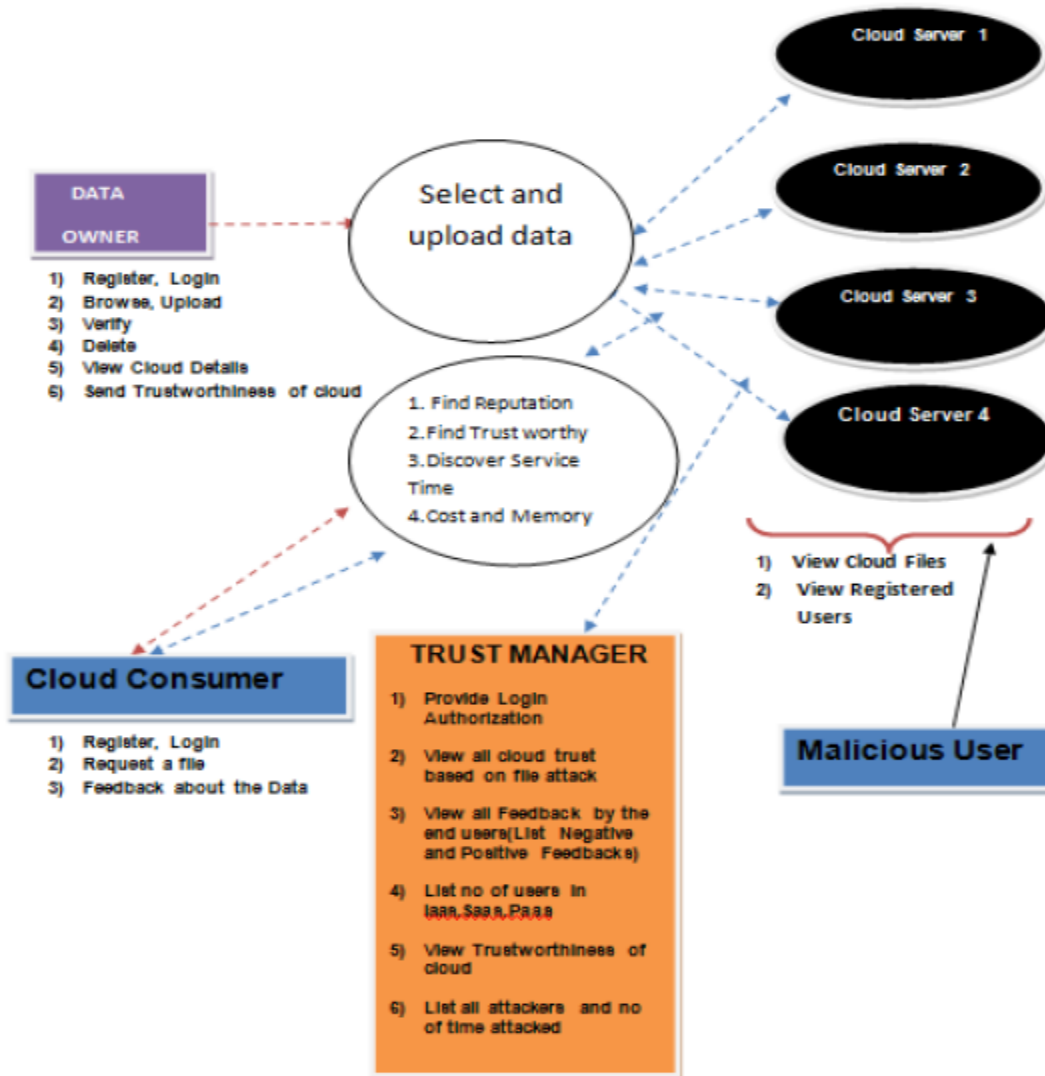 Cloud Server 1
Cloud Server 2
Cloud Server 3
Cloud Server 4
DATA
OWNER
1) Register, Login
2) Browse, Upload
3) Verify
4) Delete
5) View Cloud Details
6) Send Trustworthiness of cloud
Select and
upload data
1. Find Reputation
2.Find Trust worthy
3.Discover Service
Time
4.Cost and Memory
1) View Cloud Files
2) View Registered
Users
Cloud Consumer
1) Register, Login
2) Request a file
3) Feedback about the Data
TRUST MANAGER
1) Provide Login
Authorization
2) View all cloud trust
based on file attack
3) View all Feedback by the
end users(List Negative
and Positive Feedbacks)
4) List no of users in
Iaas,Saas,Paas
5) View Trustworthiness of
cloud
6) List all attackers and no
of time attacked
Malicious User